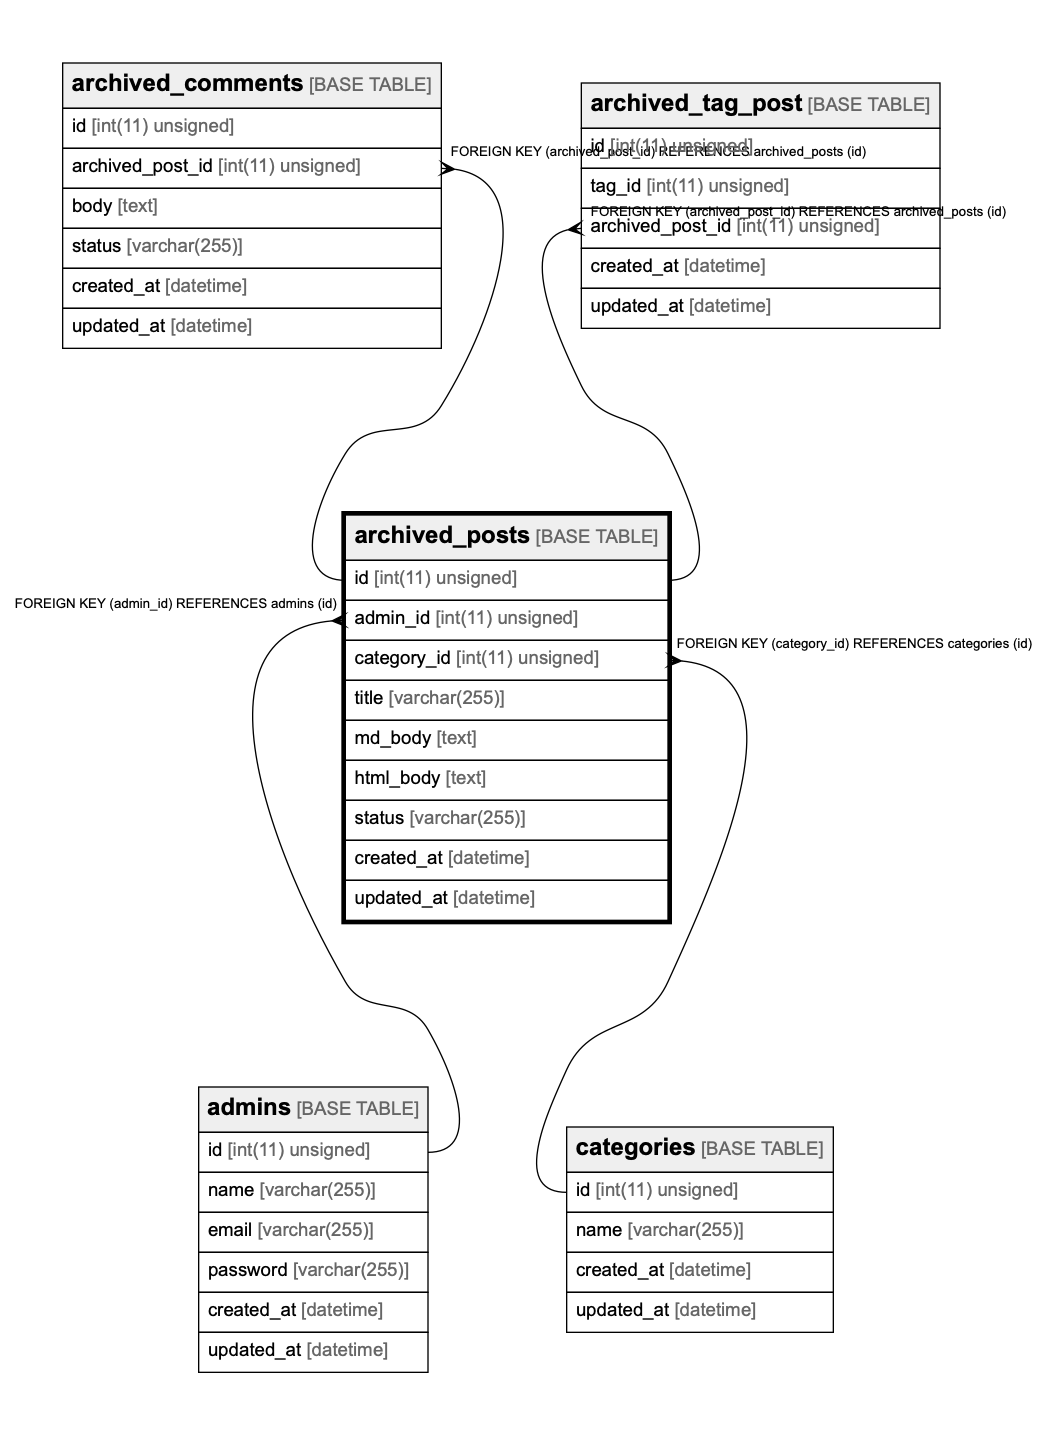 archived_comments [BASE TABLE]
id [int(11) unsigned]
archived_post_id [int(11) unsigned]
body [text]
status [varchar(255)]
created_at [datetime]
updated_at [datetime]
FOREIGN KEY (archived_post_id) REFERENCES archived_posts (id)
archived_tag_post [BASE TABLE]
id [int(11) unsigned]
tag_id [int(11) unsigned]
FOREIGN KEY (archived_post_id) REFERENCES archived_posts (id)
archived_post_id [int(11) unsigned]
created_at [datetime]
updated_at [datetime]
archived_posts [BASE TABLE]
id [int(11) unsigned]
FOREIGN KEY (admin_id) REFERENCES admins (id)
admin_id [int(11) unsigned]
FOREIGN KEY (category_id) REFERENCES categories (id)
category_id [int(11) unsigned]
title [varchar(255)]
md_body [text]
html_body [text]
status [varchar(255)]
created_at [datetime]
updated_at [datetime]
admins [BASE TABLE]
id [int(11) unsigned]
name [varchar(255)]
email [varchar(255)]
password [varchar(255)]
created_at [datetime]
updated_at [datetime]
categories [BASE TABLE]
id [int(11) unsigned]
name [varchar(255)]
created_at [datetime]
updated_at [datetime]